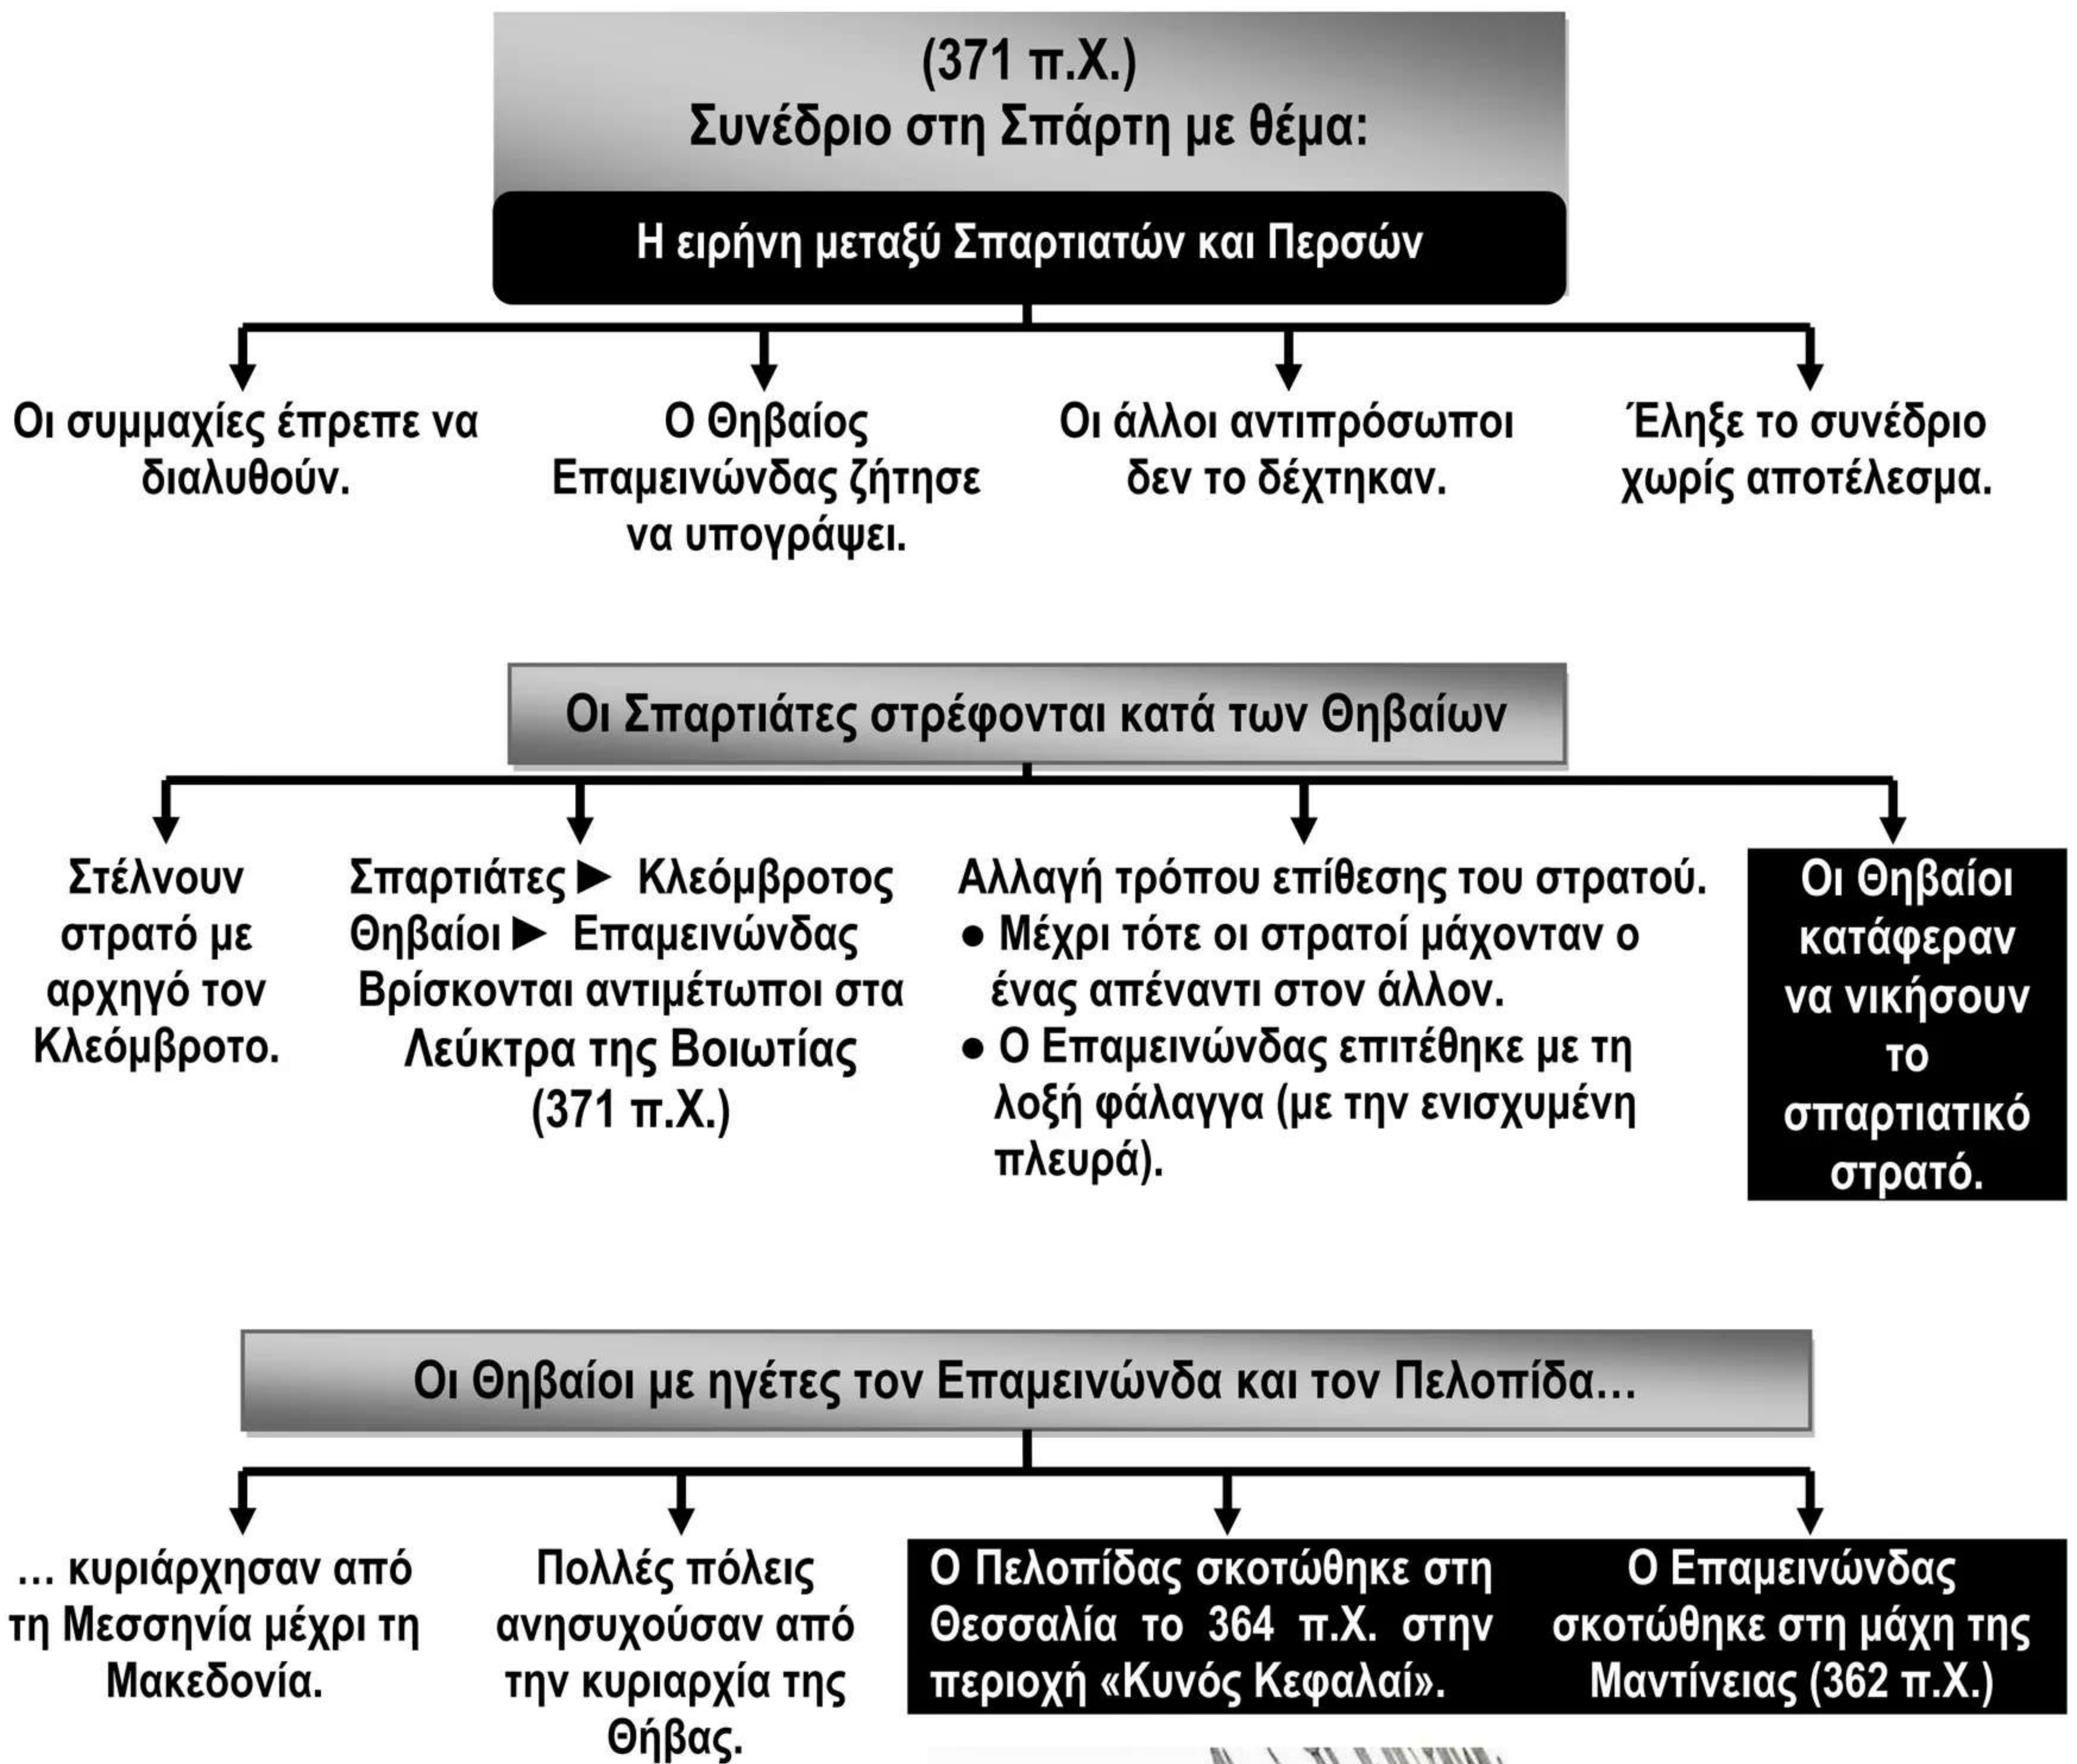 (371 π.Χ.)
Συνέδριο στη Σπάρτη με θέμα:
Η ειρήνη μεταξύ Σπαρτιατών και Περσών
Οι συμμαχίες έπρεπε να
διαλυθούν.
Ο Θηβαίος
Επαμεινώνδας ζήτησε
να υπογράψει.
Οι άλλοι αντιπρόσωποι
δεν το δέχτηκαν.
Έληξε το συνέδριο
χωρίς αποτέλεσμα.
Οι Σπαρτιάτες στρέφονται κατά των Θηβαίων
Στέλνουν
στρατό με
αρχηγό τον
Κλεόμβροτο.
Σπαρτιάτες ► Κλεόμβροτος
Θηβαίοι ► Επαμεινώνδας
Βρίσκονται αντιμέτωποι στα
Λεύκτρα της Βοιωτίας
(371 π.Χ.)
Αλλαγή τρόπου επίθεσης του στρατού.
● Μέχρι τότε οι στρατοί μάχονταν ο
ένας απέναντι στον άλλον.
● Ο Επαμεινώνδας επιτέθηκε με τη
λοξή φάλαγγα (με την ενισχυμένη
πλευρά).
Οι Θηβαίοι
κατάφεραν
να νικήσουν
το
σπαρτιατικό
στρατό.
Οι Θηβαίοι με ηγέτες τον Επαμεινώνδα και τον Πελοπίδα...
... κυριάρχησαν από
τη Μεσσηνία μέχρι τη
Μακεδονία.
Πολλές πόλεις
ανησυχούσαν από
την κυριαρχία της
Θήβας.
Ο Πελοπίδας σκοτώθηκε στη
Θεσσαλία το 364 π.Χ. στην
περιοχή «Κυνός Κεφαλαί».
Ο Επαμεινώνδας
σκοτώθηκε στη μάχη της
Μαντίνειας (362 π.Χ.)